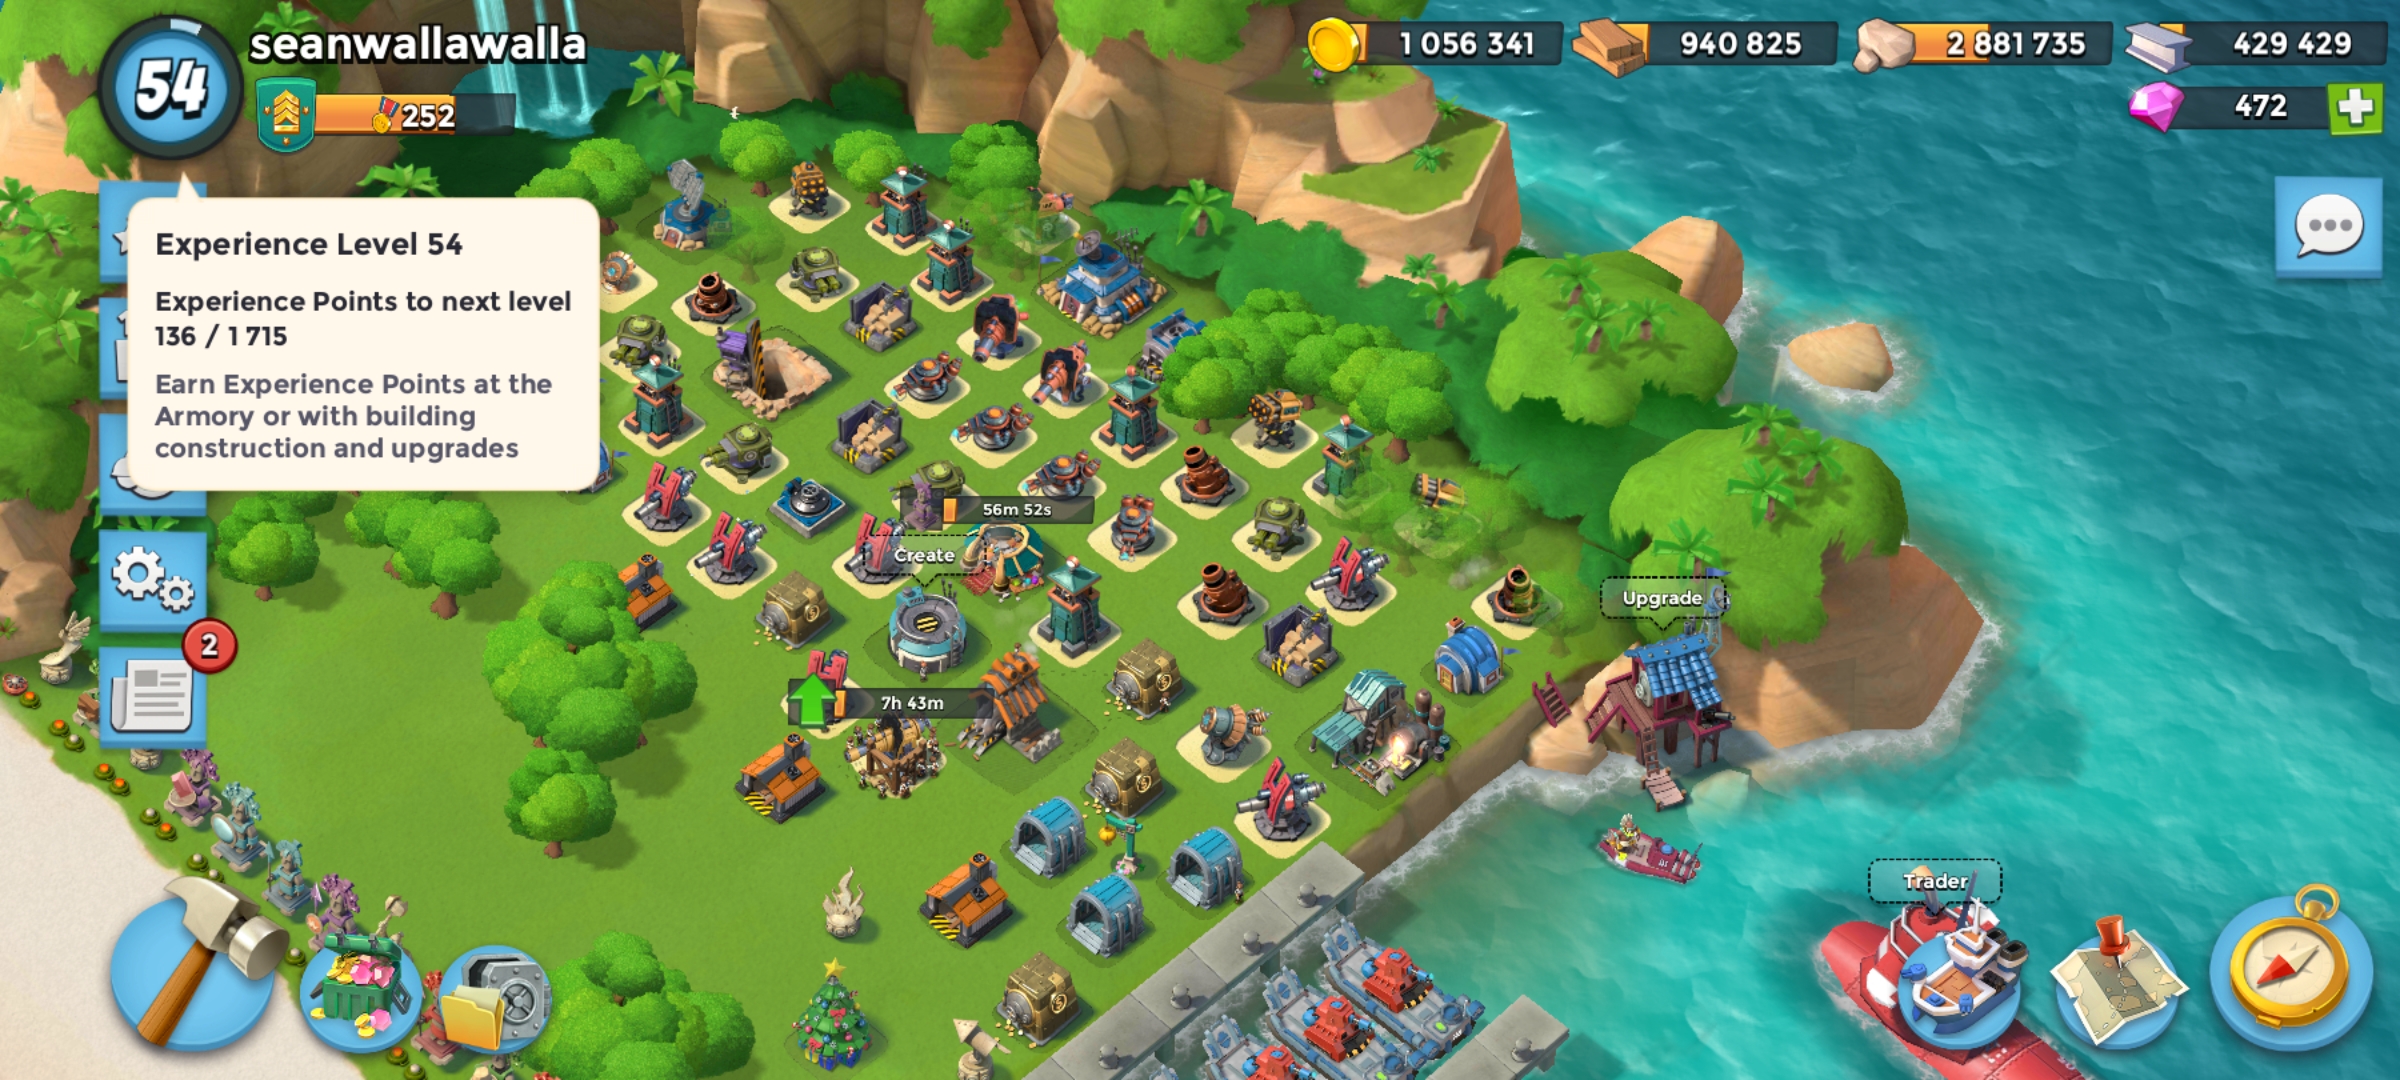 54
seanwallawalla
252
1 056 341
940 825
2 881 735
429 429
472
Experience Level 54
Experience Points to next level
136 / 1 715
Earn Experience Points at the
Armory or with building
construction and upgrades
56m 52s
Create
Upgrade
2
7h 43m
Trader